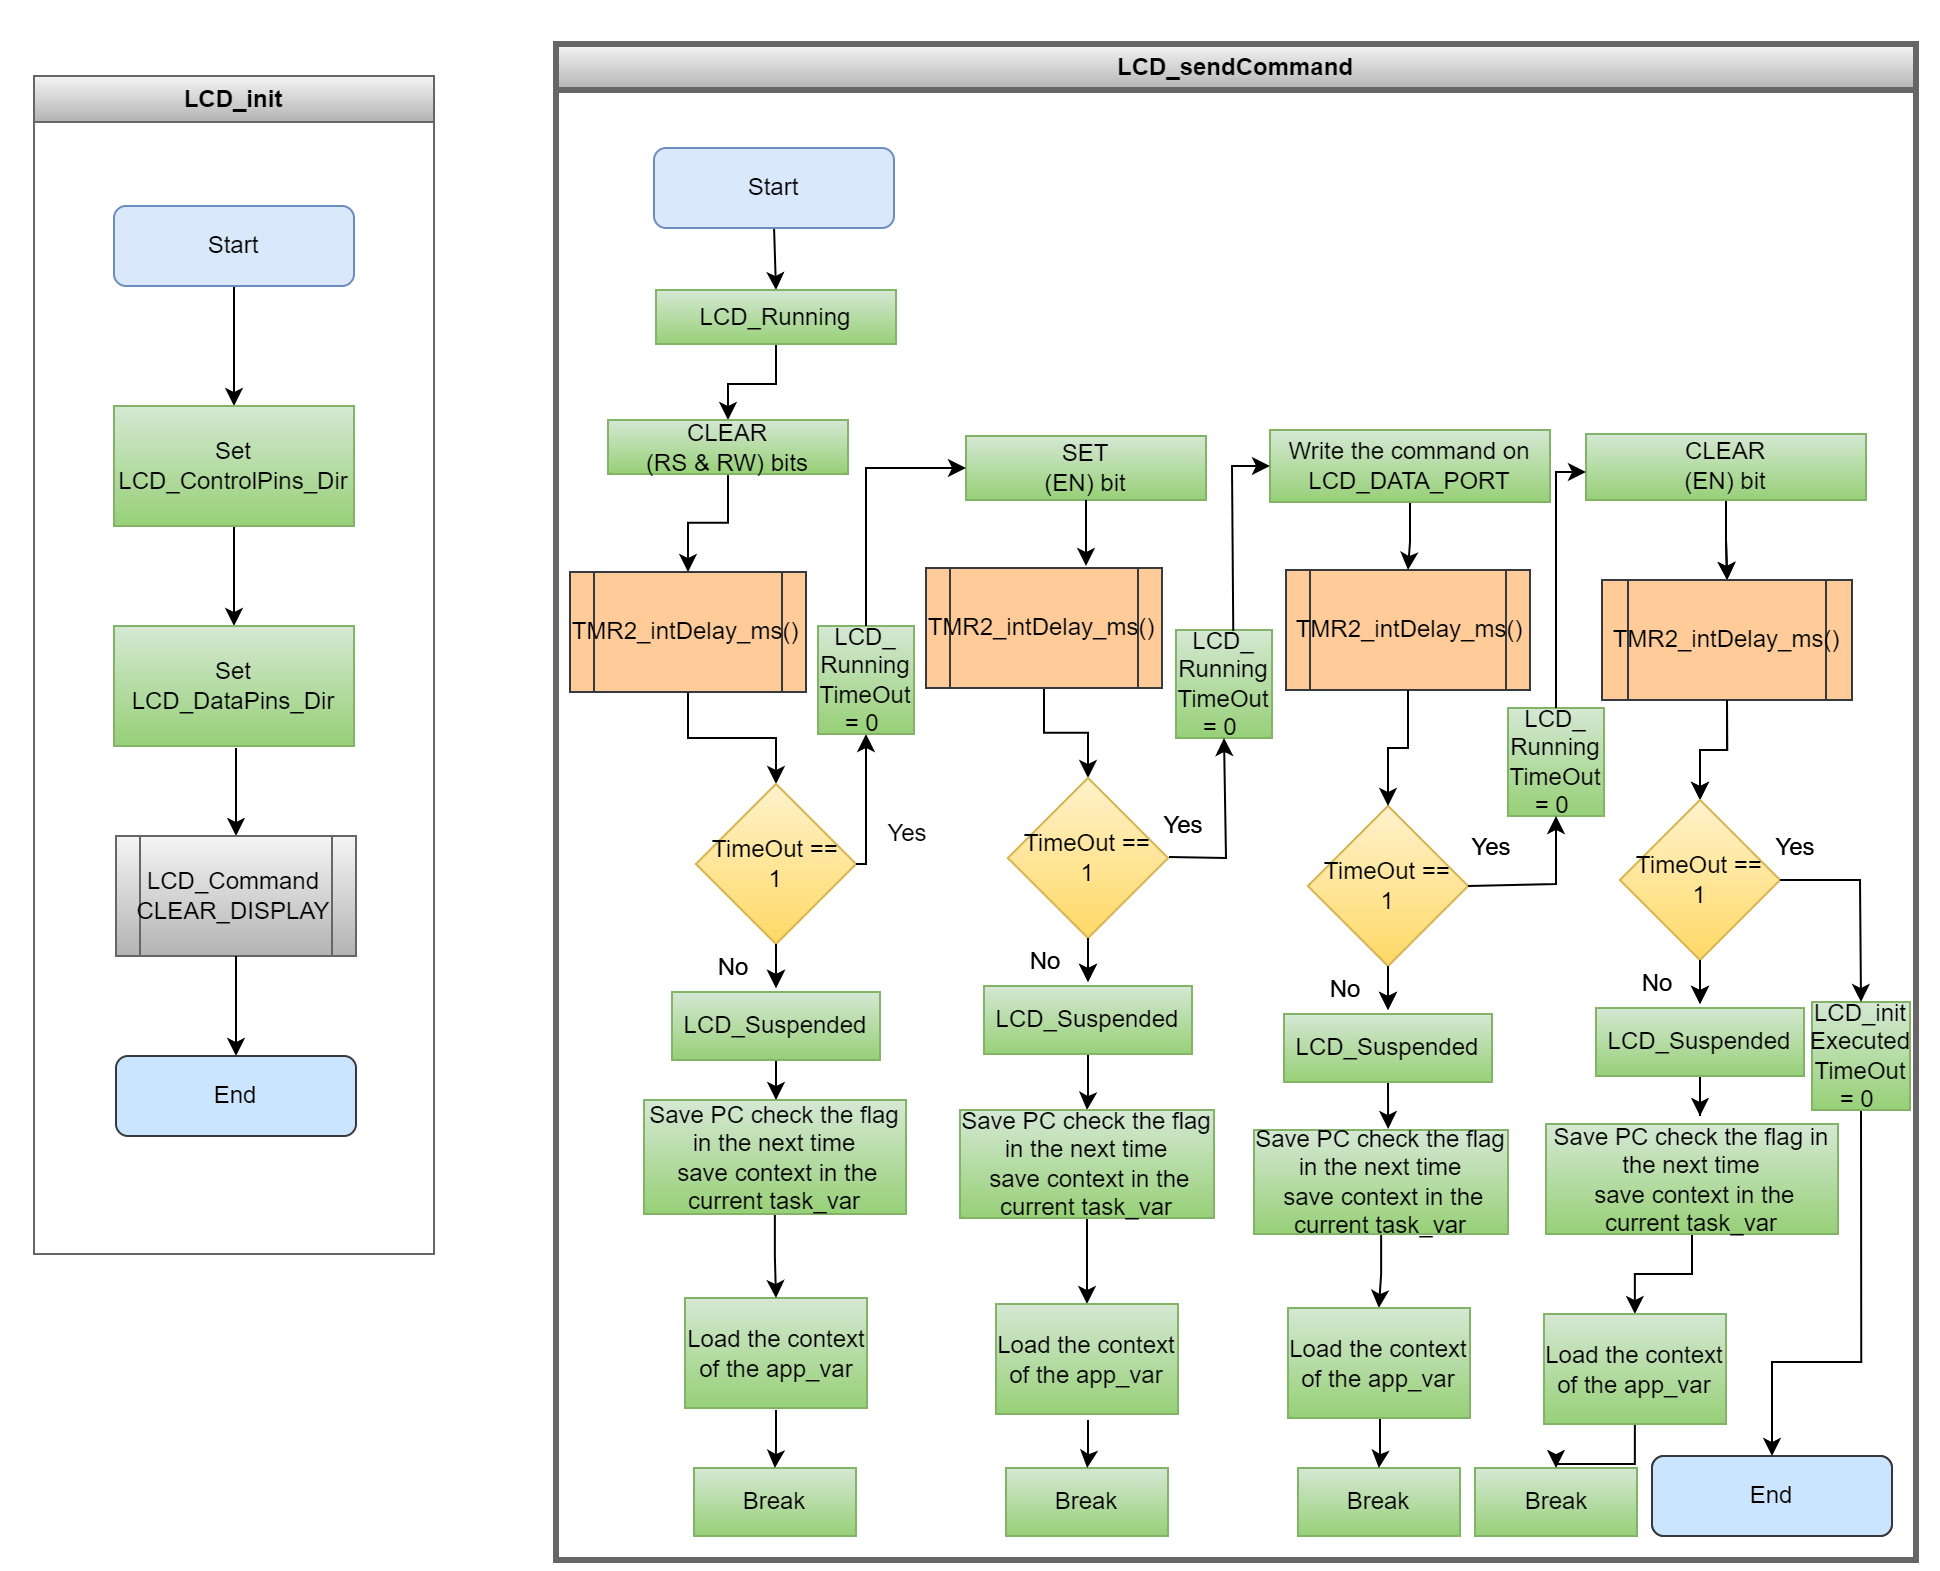 LCD_init
Start
Set
LCD_ControlPins_Dir
Set
LCD_DataPins_Dir
LCD_Command
CLEAR_DISPLAY
End
LCD_sendCommand
Start
LCD_Running
CLEAR
(RS & RW) bits
TMR2_intDelay_ms()
TimeOut ==
1
Yes
LCD_
Running
TimeOut
= 0
No
LCD_Suspended
Save PC check the flag
in the next time
save context in the
current task_var
Load the context
of the app_var
Break
SET
(EN) bit
TMR2_intDelay_ms()
TimeOut ==
1
Yes
LCD_
Running
TimeOut
= 0
No
LCD_Suspended
Save PC check the flag
in the next time
save context in the
current task_var
Load the context
of the app_var
Break
Write the command on
LCD_DATA_PORT
TMR2_intDelay_ms()
TimeOut ==
1
Yes
LCD_
Running
TimeOut
= 0
No
LCD_Suspended
Save PC check the flag
in the next time
save context in the
current task_var
Load the context
of the app_var
Break
CLEAR
(EN) bit
TMR2_intDelay_ms()
TimeOut ==
1
Yes
LCD_init
Executed
TimeOut
= 0
No
LCD_Suspended
Save PC check the flag in
the next time
save context in the
current task_var
Load the context
of the app_var
Break
End